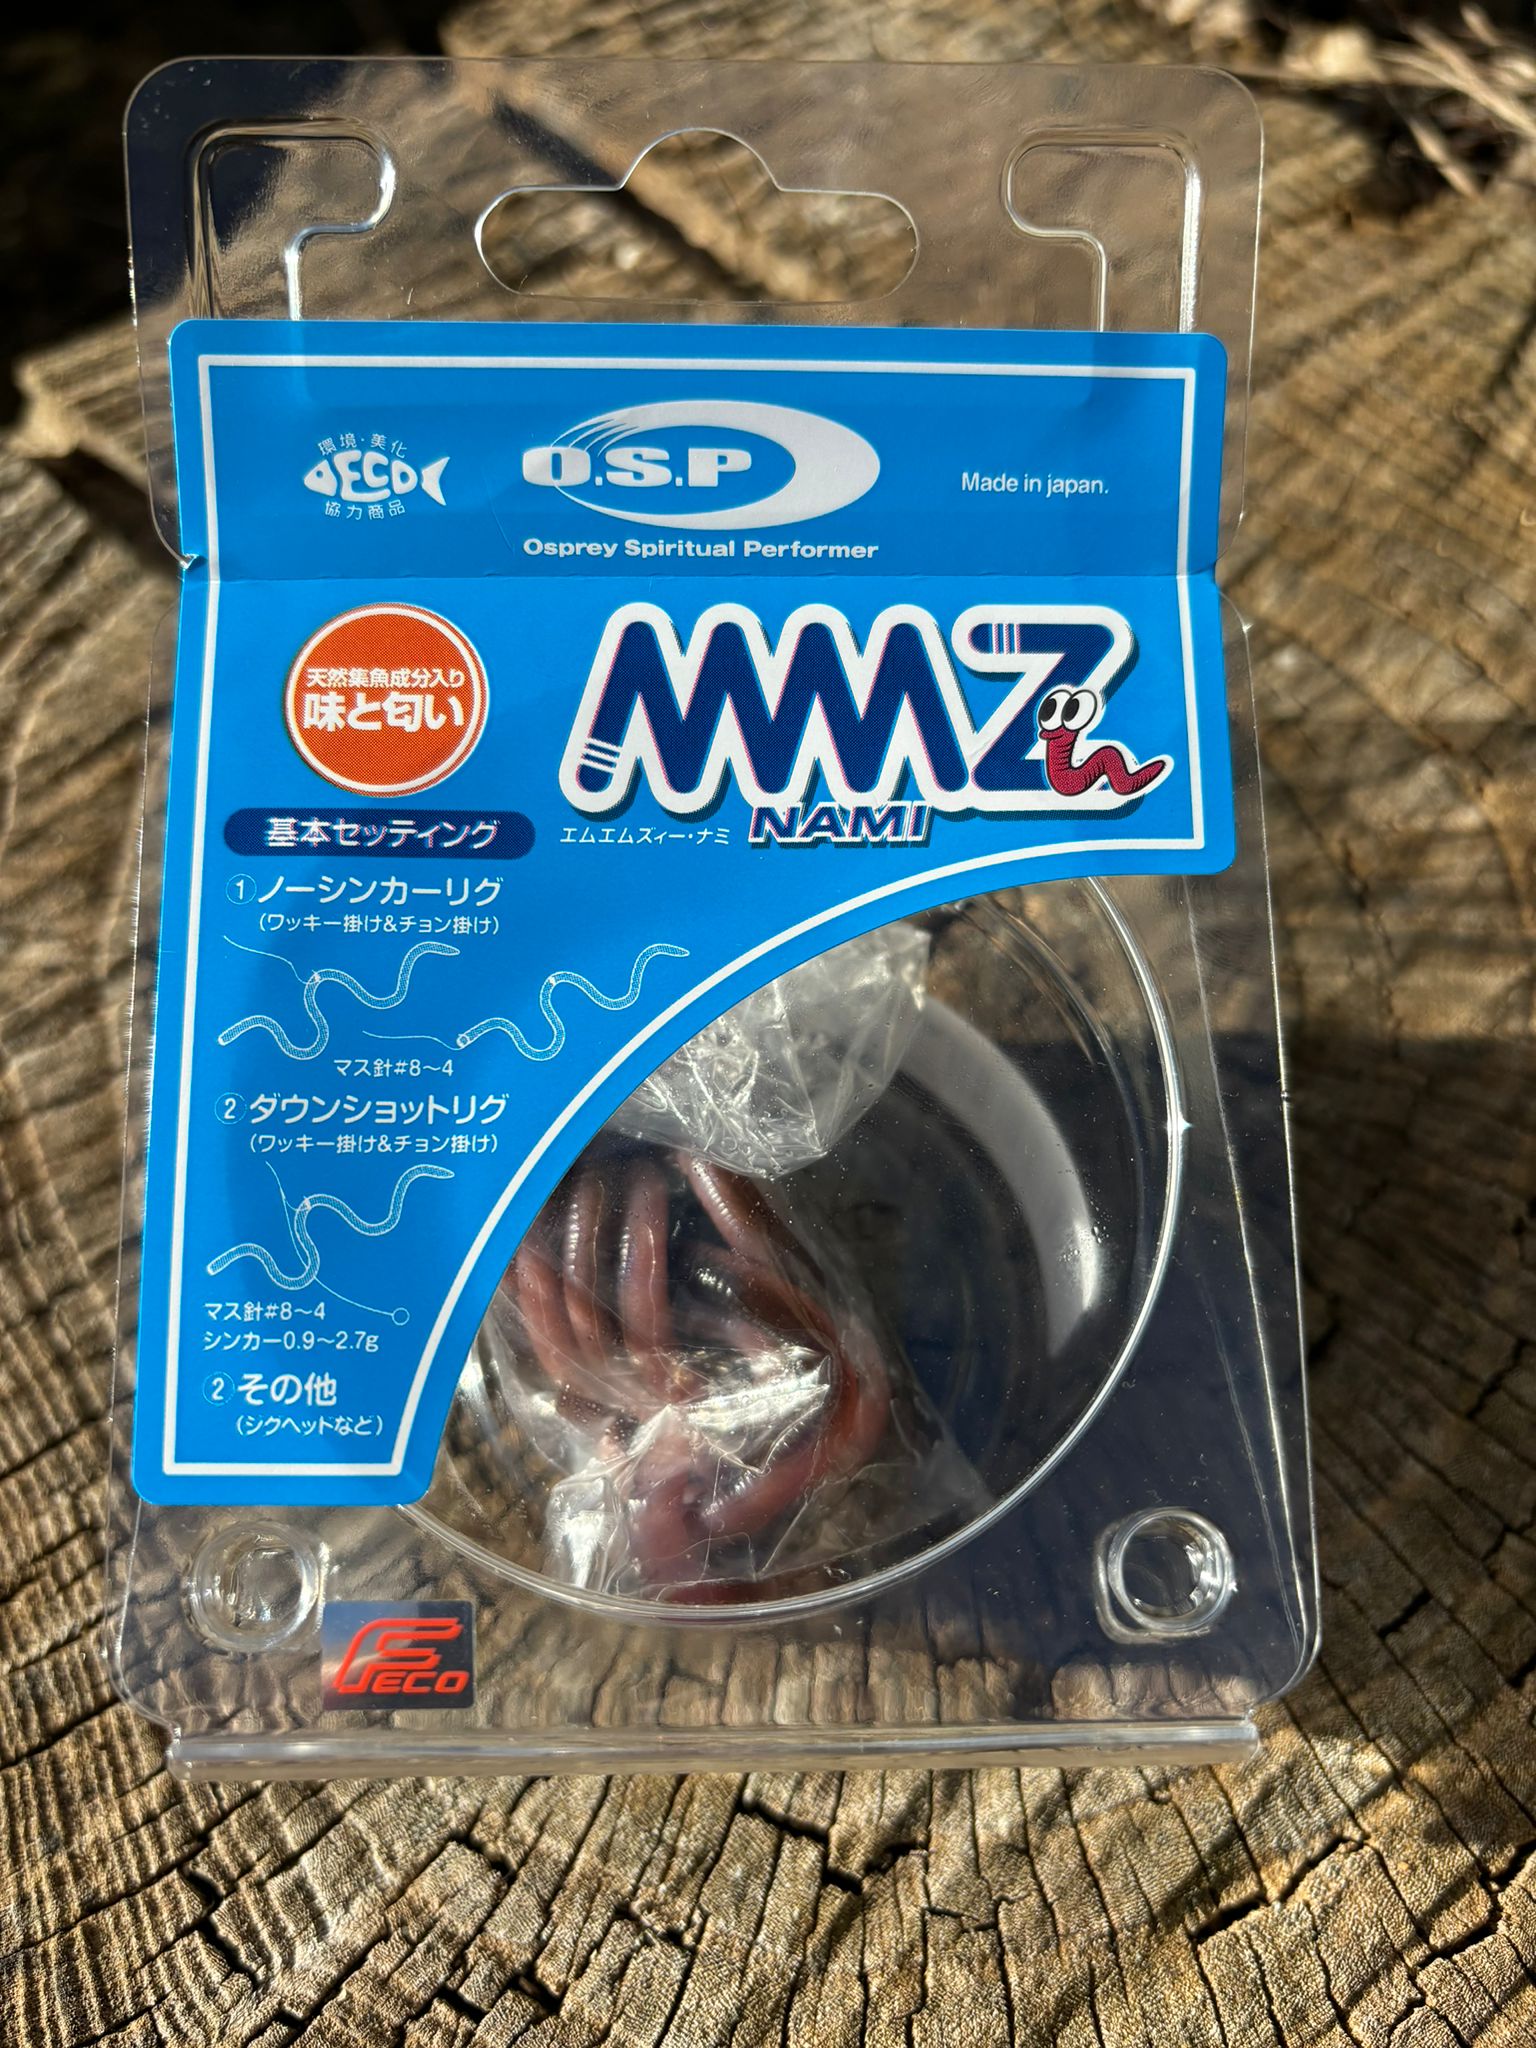 環境・美化
ECO
協力商品
O.S.P
Osprey Spiritual Performer
Made in japan.
天然集魚成分入り
味と匂い
MMZ
エムエムズィー・ナミ NAMI
基本セッティング
①ノーシンカーリグ
(ワッキー掛け&チョン掛け)
マス針#8〜4
②ダウンショットリグ
(ワッキー掛け&チョン掛け)
マス針#8〜4
シンカー0.9〜2.7g
②その他
(ジグヘッドなど)
FECO